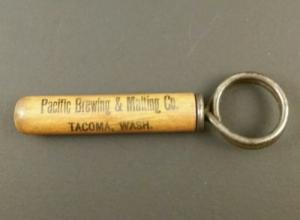 Pacific Brewing & Malting Co.
TACOMA, WASH.